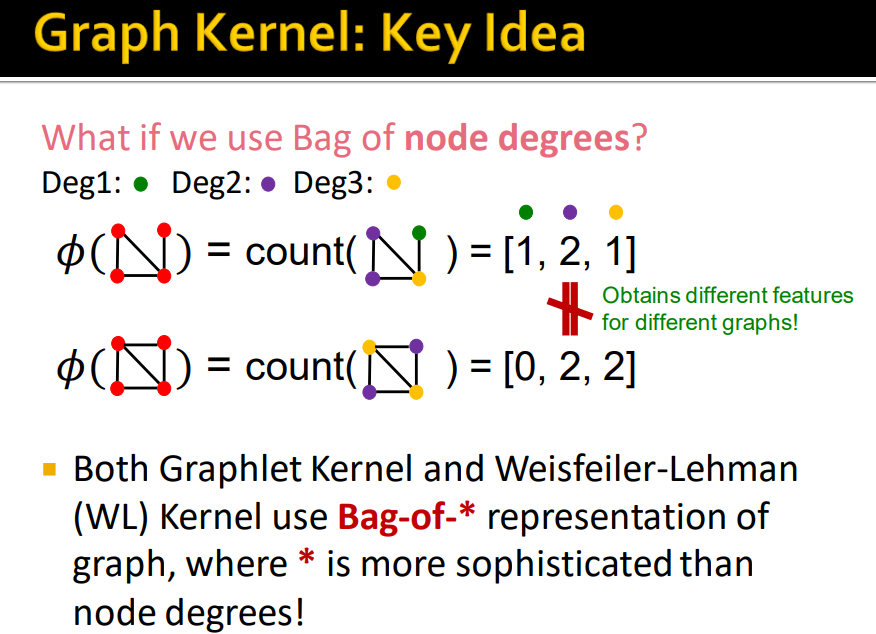 Graph Kernel: Key Idea
What if we use Bag of node degrees?
Deg1: Deg2: Deg3:
ϕ( ) = count( ) = [1, 2, 1]
Obtains different features
for different graphs!
ϕ( ) = count( ) = [0, 2, 2]
Both Graphlet Kernel and Weisfeiler-Lehman
(WL) Kernel use Bag-of-* representation of
graph, where * is more sophisticated than
node degrees!